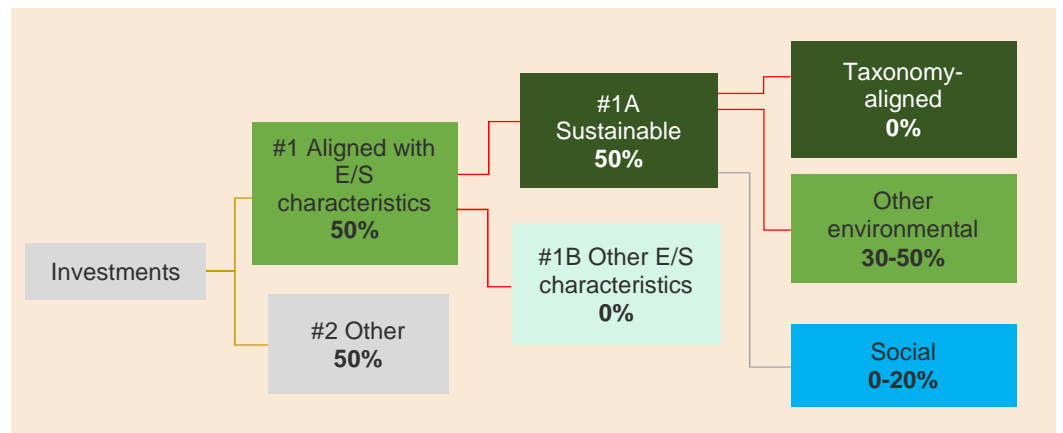 Investments
#1 Aligned with
E/S
characteristics
50%
#2 Other
50%
#1A
Sustainable
50%
#1B Other E/S
characteristics
0%
Taxonomy-
aligned
0%
Other
environmental
30-50%
Social
0-20%